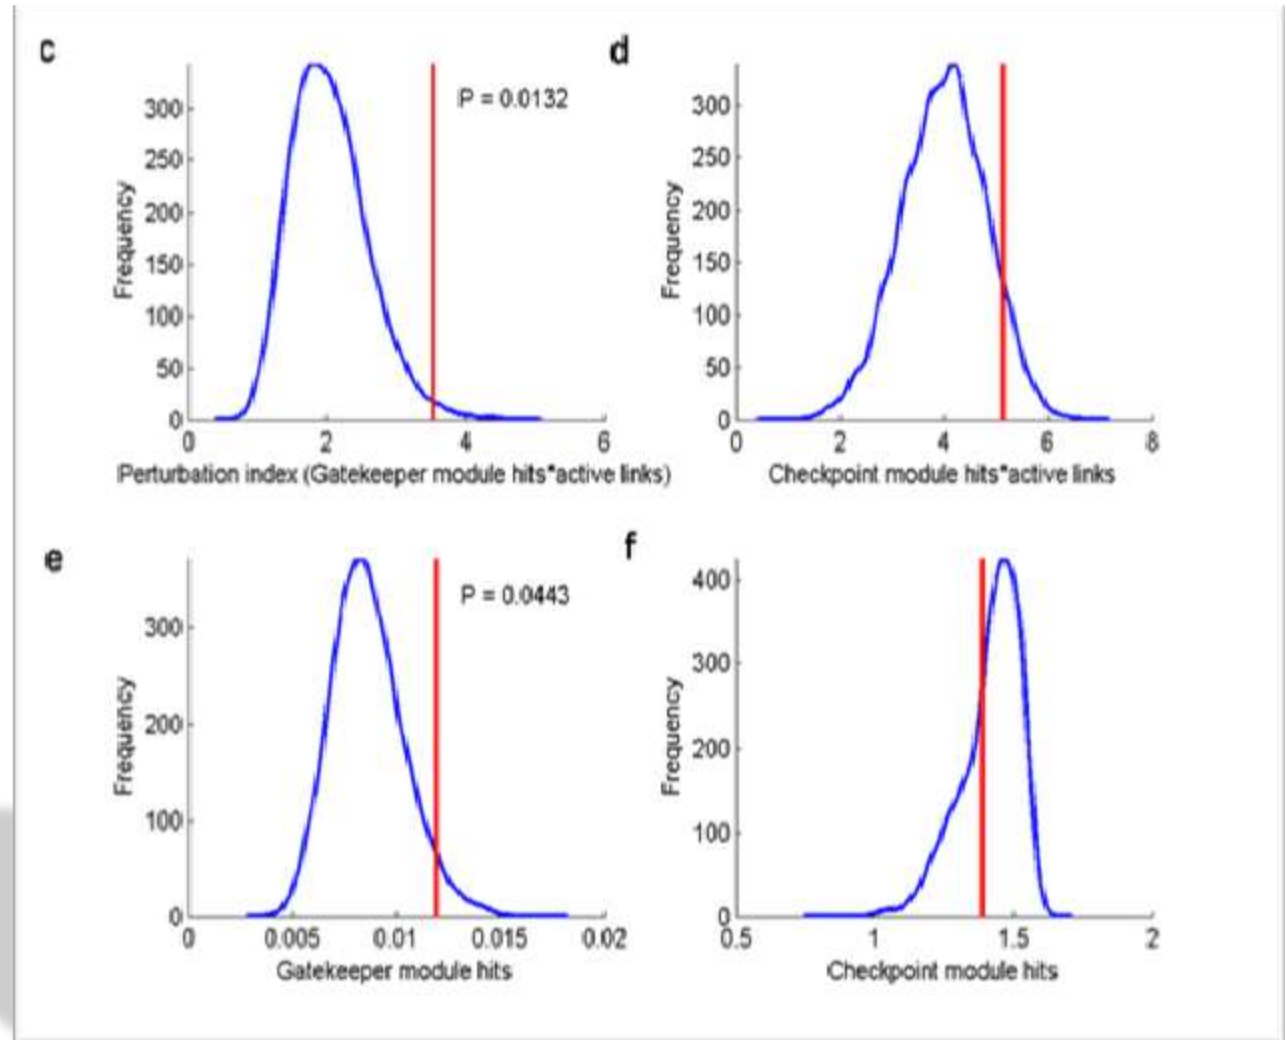 c
P = 0.0132
Frequency
300
250
200
150
100
50
0
0 2 4 6
Perturbation index (Gatekeeper module hits*active links)
d
Frequency
300
250
200
150
100
50
0
0 2 4 6 8
Checkpoint module hits*active links
e
P = 0.0443
Frequency
300
200
100
0
0 0.005 0.01 0.015 0.02
Gatekeeper module hits
f
Frequency
400
300
200
100
0
0.5 1 1.5 2
Checkpoint module hits